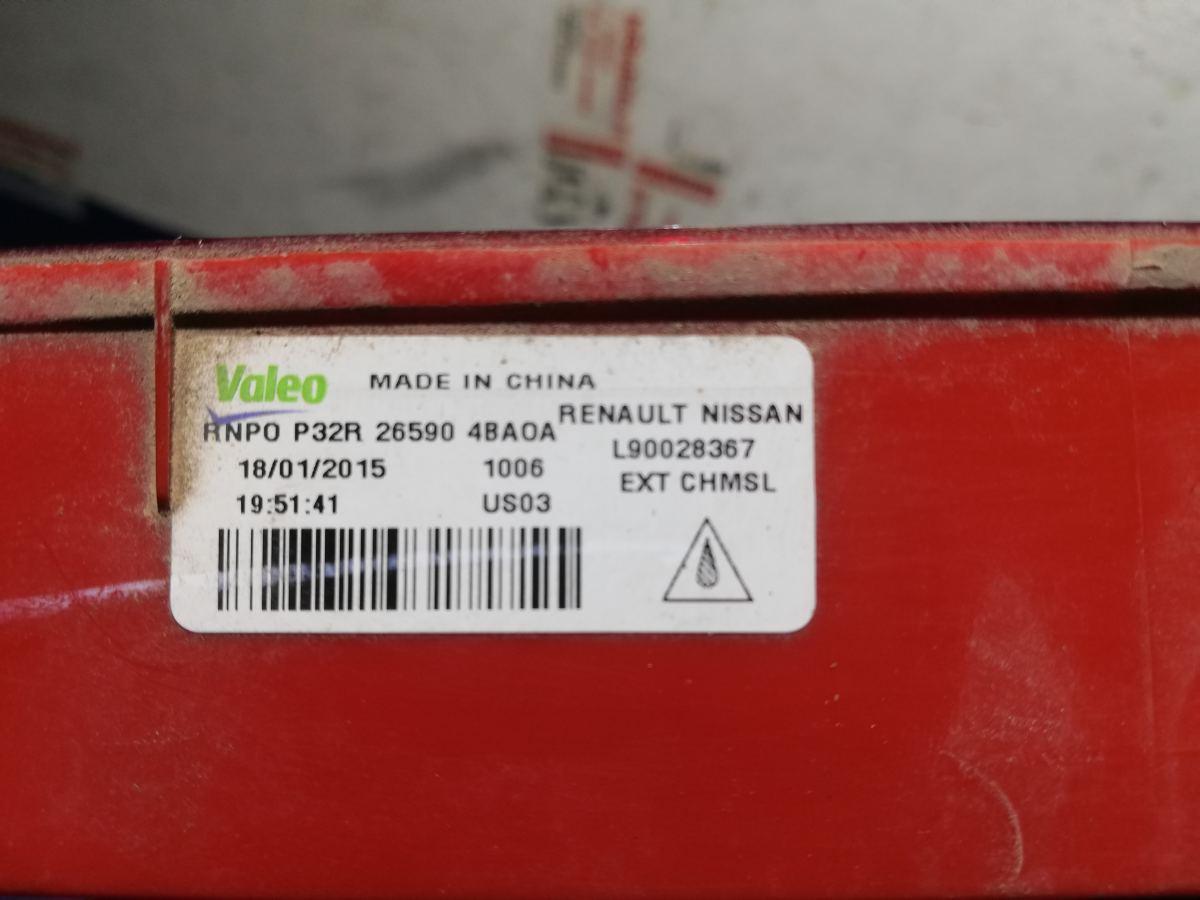 Valeo MADE IN CHINA
RENAULT NISSAN
RNPO P32R 26590 4BA0A
L90028367
18/01/2015 1006
EXT CHMSL
19:51:41 US03